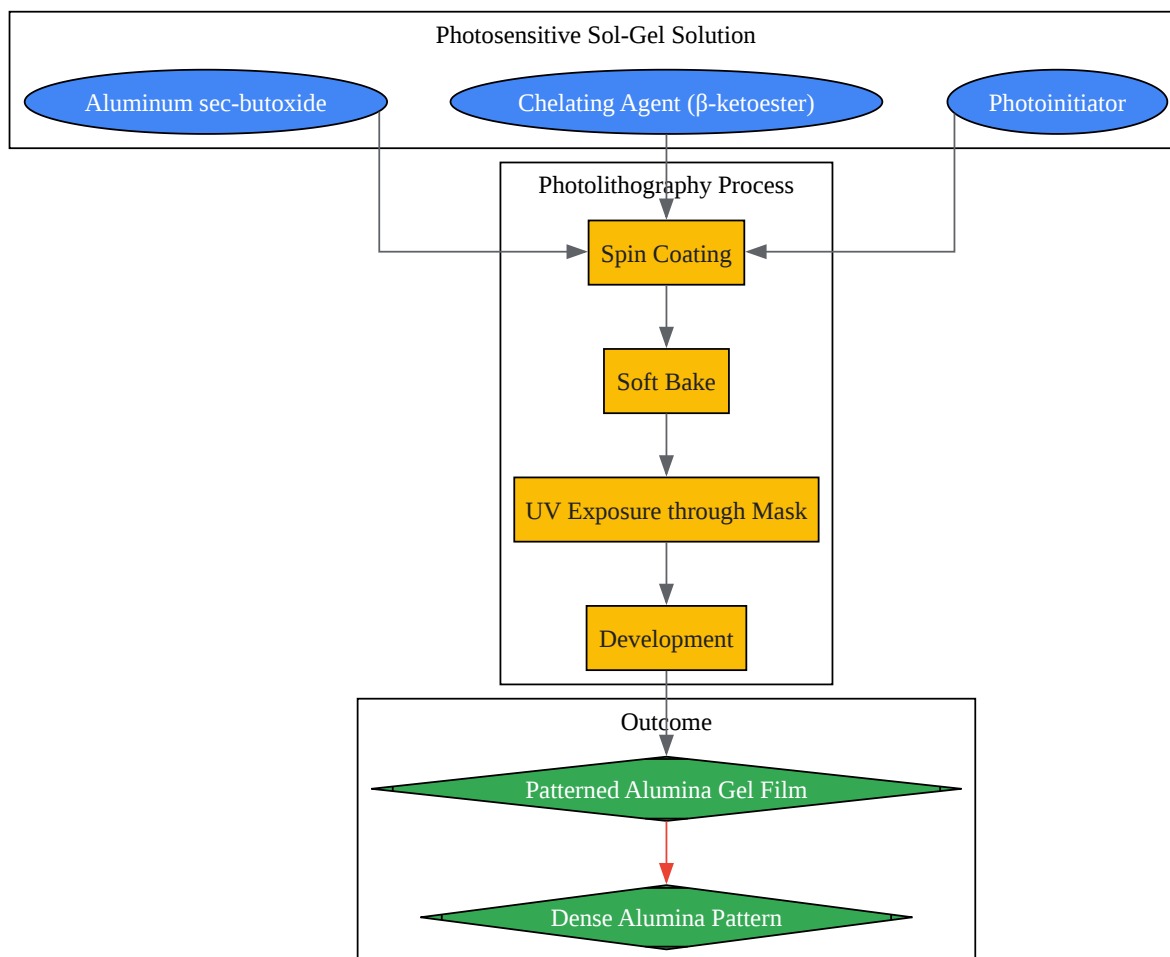 Photosensitive Sol-Gel Solution
Aluminum sec-butoxide
Chelating Agent (β-ketoester)
Photoinitiator
Photolithography Process
Spin Coating
Soft Bake
UV Exposure through Mask
Development
Outcome
Patterned Alumina Gel Film
Dense Alumina Pattern